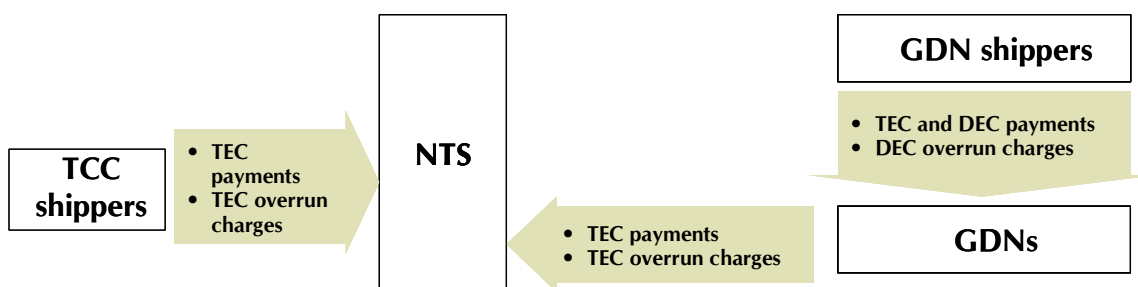 TCC
shippers
• TEC
payments
• TEC overrun
charges
NTS
GDN shippers
• TEC and DEC payments
• DEC overrun charges
• TEC payments
• TEC overrun charges
GDNs